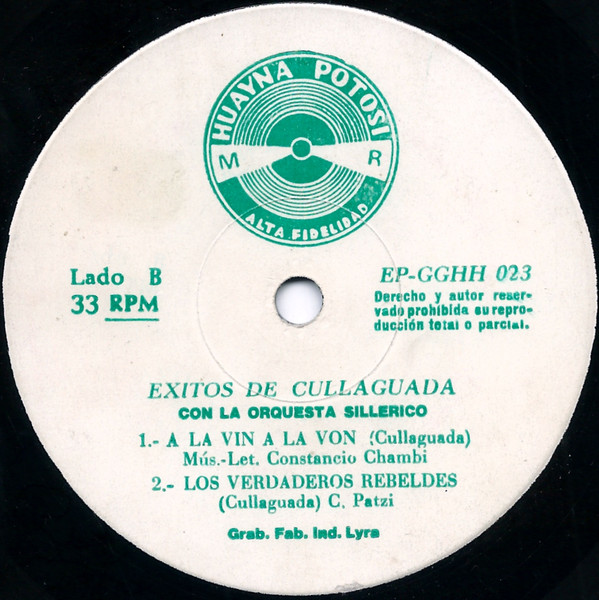 HUAYNA POTOSI
M R
ALTA FIDELIDAD
Lado B
33 RPM
EP-GGHH 023
Derecho y autor reser-
vado prohibida su repro-
ducción total o parcial.
EXITOS DE CULLAGUADA
CON LA ORQUESTA SILLERICO
1.- A LA VIN A LA VON (Cullaguada)
Mús.-Let. Constancio Chambi
2.- LOS VERDADEROS REBELDES
(Cullaguada) C. Patzi
Grab. Fab. Ind. Lyra